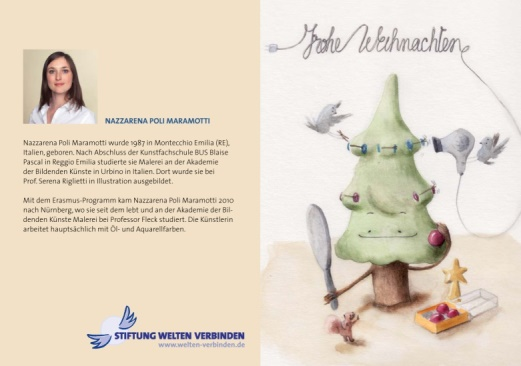 Frohe Weihnachten
NAZZARENA POLI MARAMOTTI
Nazzarena Poli Maramotti wurde 1987 in Montecchio Emilia (RE),
Italien, geboren. Nach Abschluss der Kunstfachschule BUS Blaise
Pascal in Reggio Emilia studierte sie Malerei an der Akademie
der Bildenden Künste in Urbino in Italien. Dort wurde sie bei
Prof. Serena Riglietti in Illustration ausgebildet.
Mit dem Erasmus-Programm kam Nazzarena Poli Maramotti 2010
nach Nürnberg, wo sie seit dem lebt und an der Akademie der Bil-
denden Künste Malerei bei Professor Fleck studiert. Die Künstlerin
arbeitet hauptsächlich mit Öl- und Aquarellfarben.
STIFTUNG WELTEN VERBINDEN
www.welten-verbinden.de